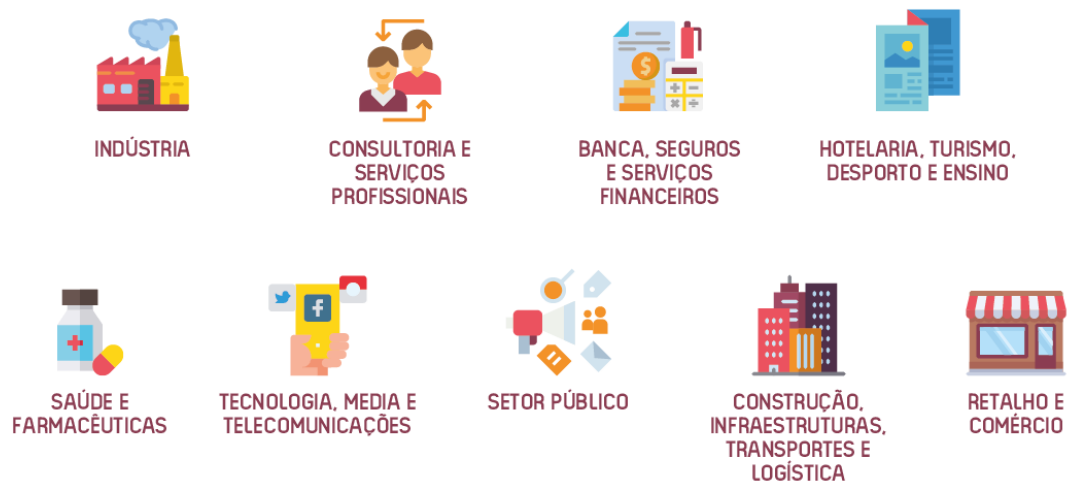 INDÚSTRIA
CONSULTORIA E
SERVIÇOS
PROFISSIONAIS
BANCA, SEGUROS
E SERVIÇOS
FINANCEIROS
HOTELARIA, TURISMO,
DESPORTO E ENSINO
SAÚDE E
FARMACÊUTICAS
TECNOLOGIA, MEDIA E
TELECOMUNICAÇÕES
SETOR PÚBLICO
CONSTRUÇÃO,
INFRAESTRUTURAS,
TRANSPORTES E
LOGÍSTICA
RETALHO E
COMÉRCIO